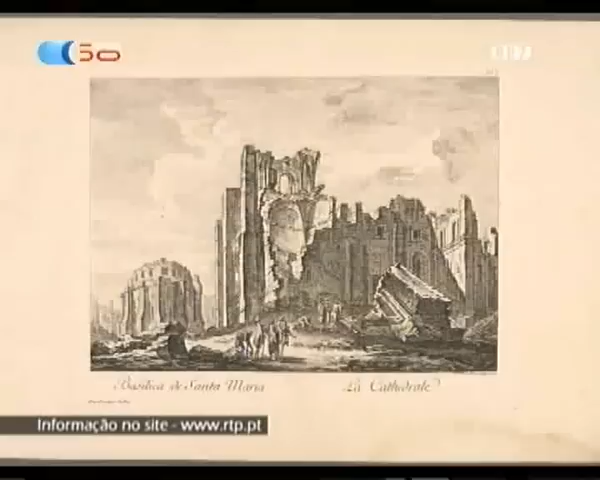 50
Basilica de Santa Maria
La Cathedrale
Informação no site - www.rtp.pt